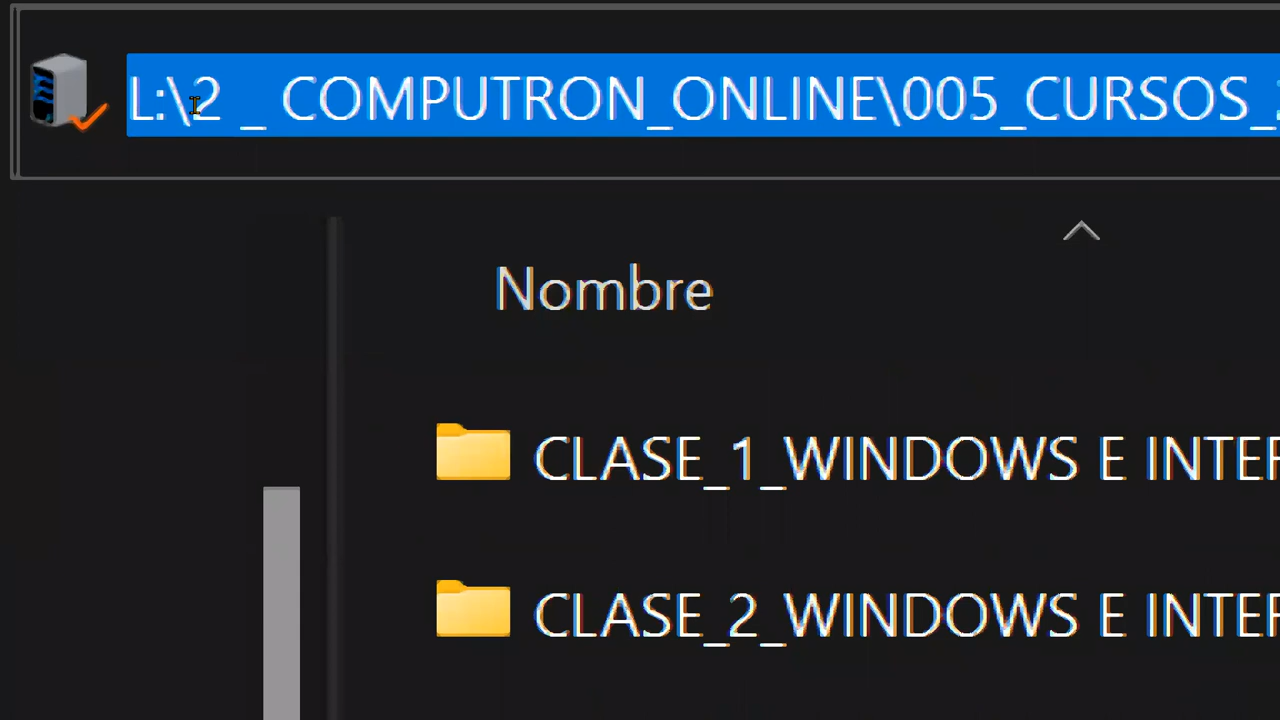 L:\2 _ COMPUTRON_ONLINE\005_CURSOS_
Nombre
CLASE_1_WINDOWS E INTER
CLASE_2_WINDOWS E INTER